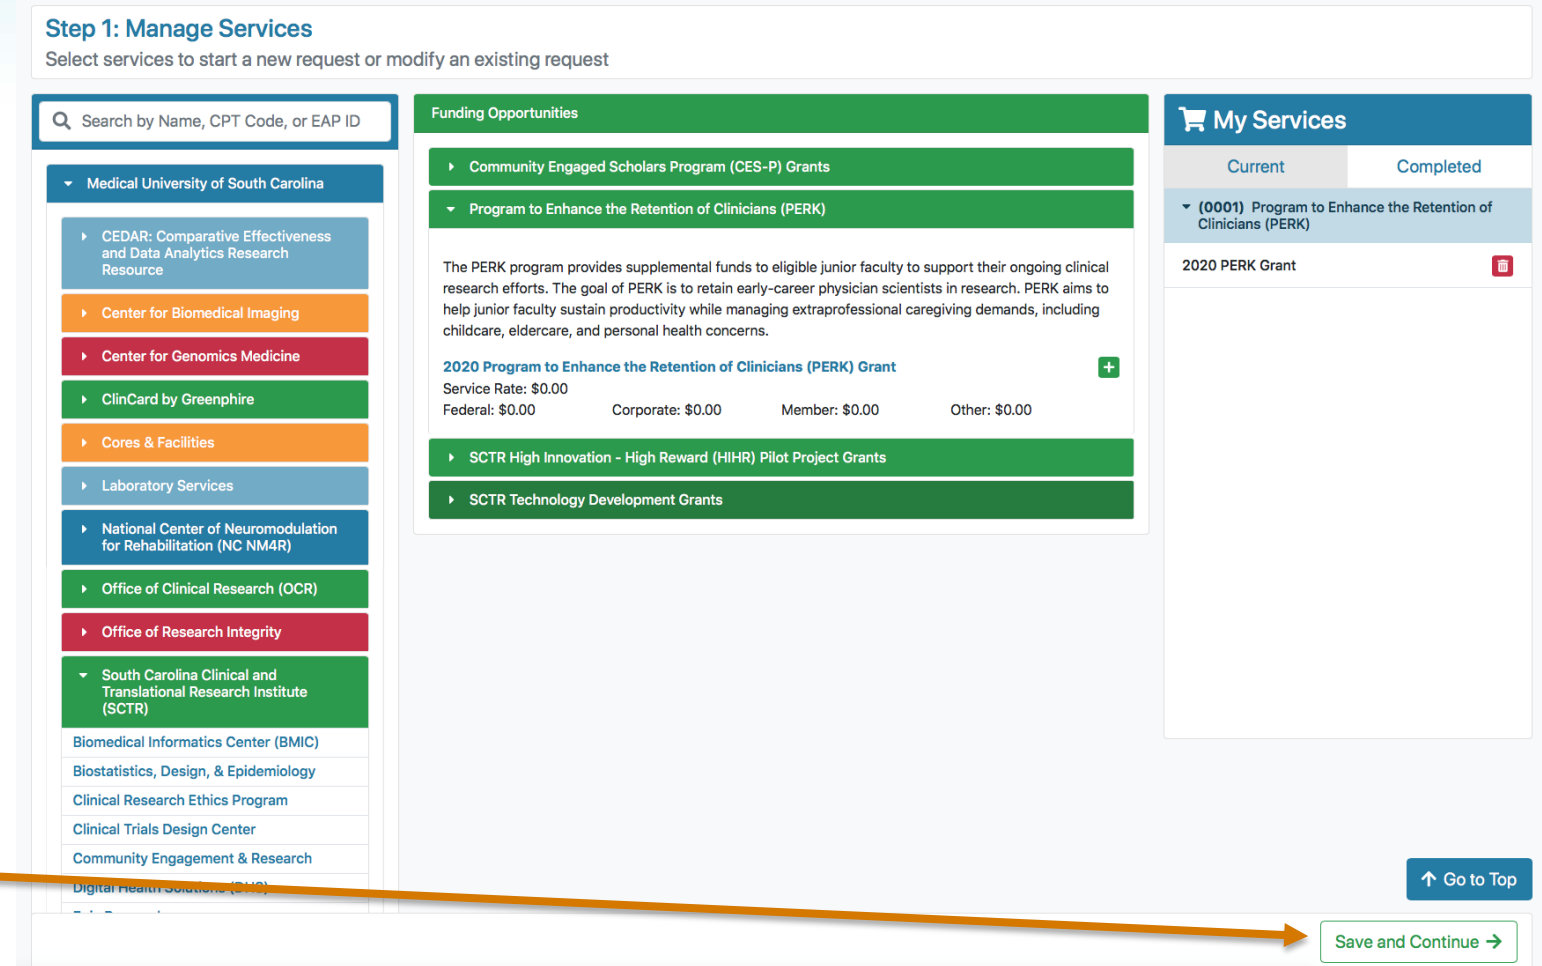 Step 1: Manage Services
Select services to start a new request or modify an existing request
Search by Name, CPT Code, or EAP ID
Medical University of South Carolina
CEDAR: Comparative Effectiveness
and Data Analytics Research
Resource
Center for Biomedical Imaging
Center for Genomics Medicine
ClinCard by Greenphire
Cores & Facilities
Laboratory Services
National Center of Neuromodulation
for Rehabilitation (NC NM4R)
Office of Clinical Research (OCR)
Office of Research Integrity
South Carolina Clinical and
Translational Research Institute
(SCTR)
Biomedical Informatics Center (BMIC)
Biostatistics, Design, & Epidemiology
Clinical Research Ethics Program
Clinical Trials Design Center
Community Engagement & Research
Digital Health Solutions (DHS)
Funding Opportunities
Community Engaged Scholars Program (CES-P) Grants
Program to Enhance the Retention of Clinicians (PERK)
The PERK program provides supplemental funds to eligible junior faculty to support their ongoing clinical
research efforts. The goal of PERK is to retain early-career physician scientists in research. PERK aims to
help junior faculty sustain productivity while managing extraprofessional caregiving demands, including
childcare, eldercare, and personal health concerns.
2020 Program to Enhance the Retention of Clinicians (PERK) Grant
Service Rate: $0.00
Federal: $0.00 Corporate: $0.00 Member: $0.00 Other: $0.00
SCTR High Innovation - High Reward (HIHR) Pilot Project Grants
SCTR Technology Development Grants
My Services
Current Completed
(0001) Program to Enhance the Retention of
Clinicians (PERK)
2020 PERK Grant
Go to Top
Save and Continue